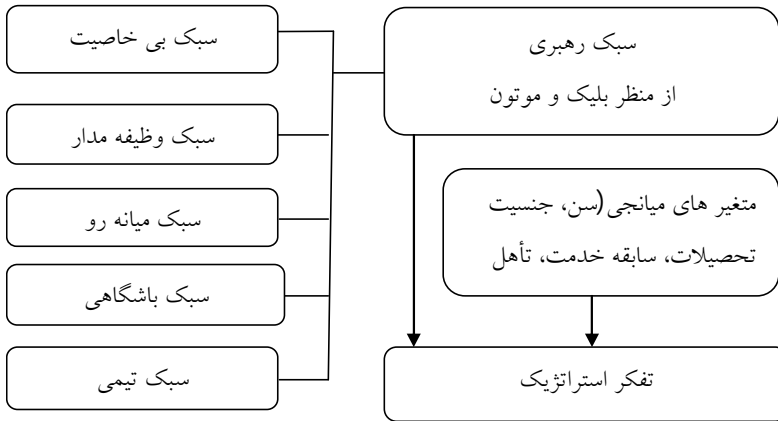 سبک رهبری
از منظر بلیک و موتون
متغیر های میانجی(سن، جنسیت
تحصیلات، سابقه خدمت، تأهل
تفکر استراتژیک
سبک بی خاصیت
سبک وظیفه مدار
سبک میانه رو
سبک باشگاهی
سبک تیمی